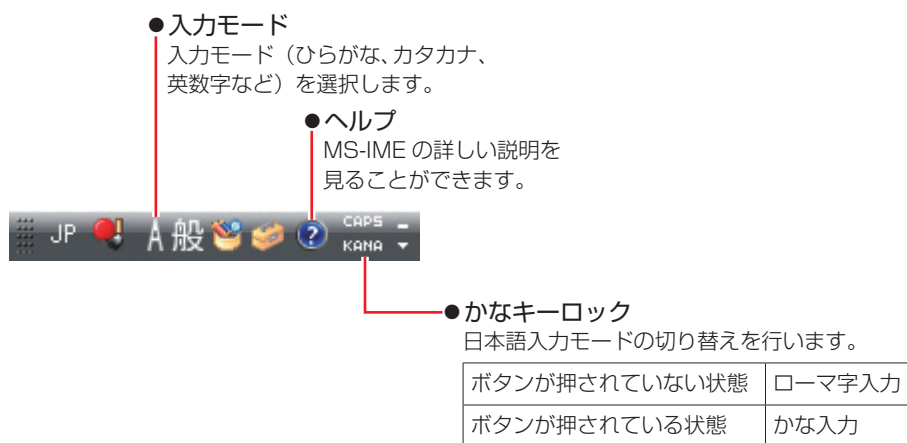 ●入力モード
入力モード（ひらがな、カタカナ、
英数字など）を選択します。
●ヘルプ
MS-IME の詳しい説明を
見ることができます。
JP A 般 ? CAPS
KANA
●かなキーロック
日本語入力モードの切り替えを行います。
ボタンが押されていない状態 ローマ字入力
ボタンが押されている状態 かな入力